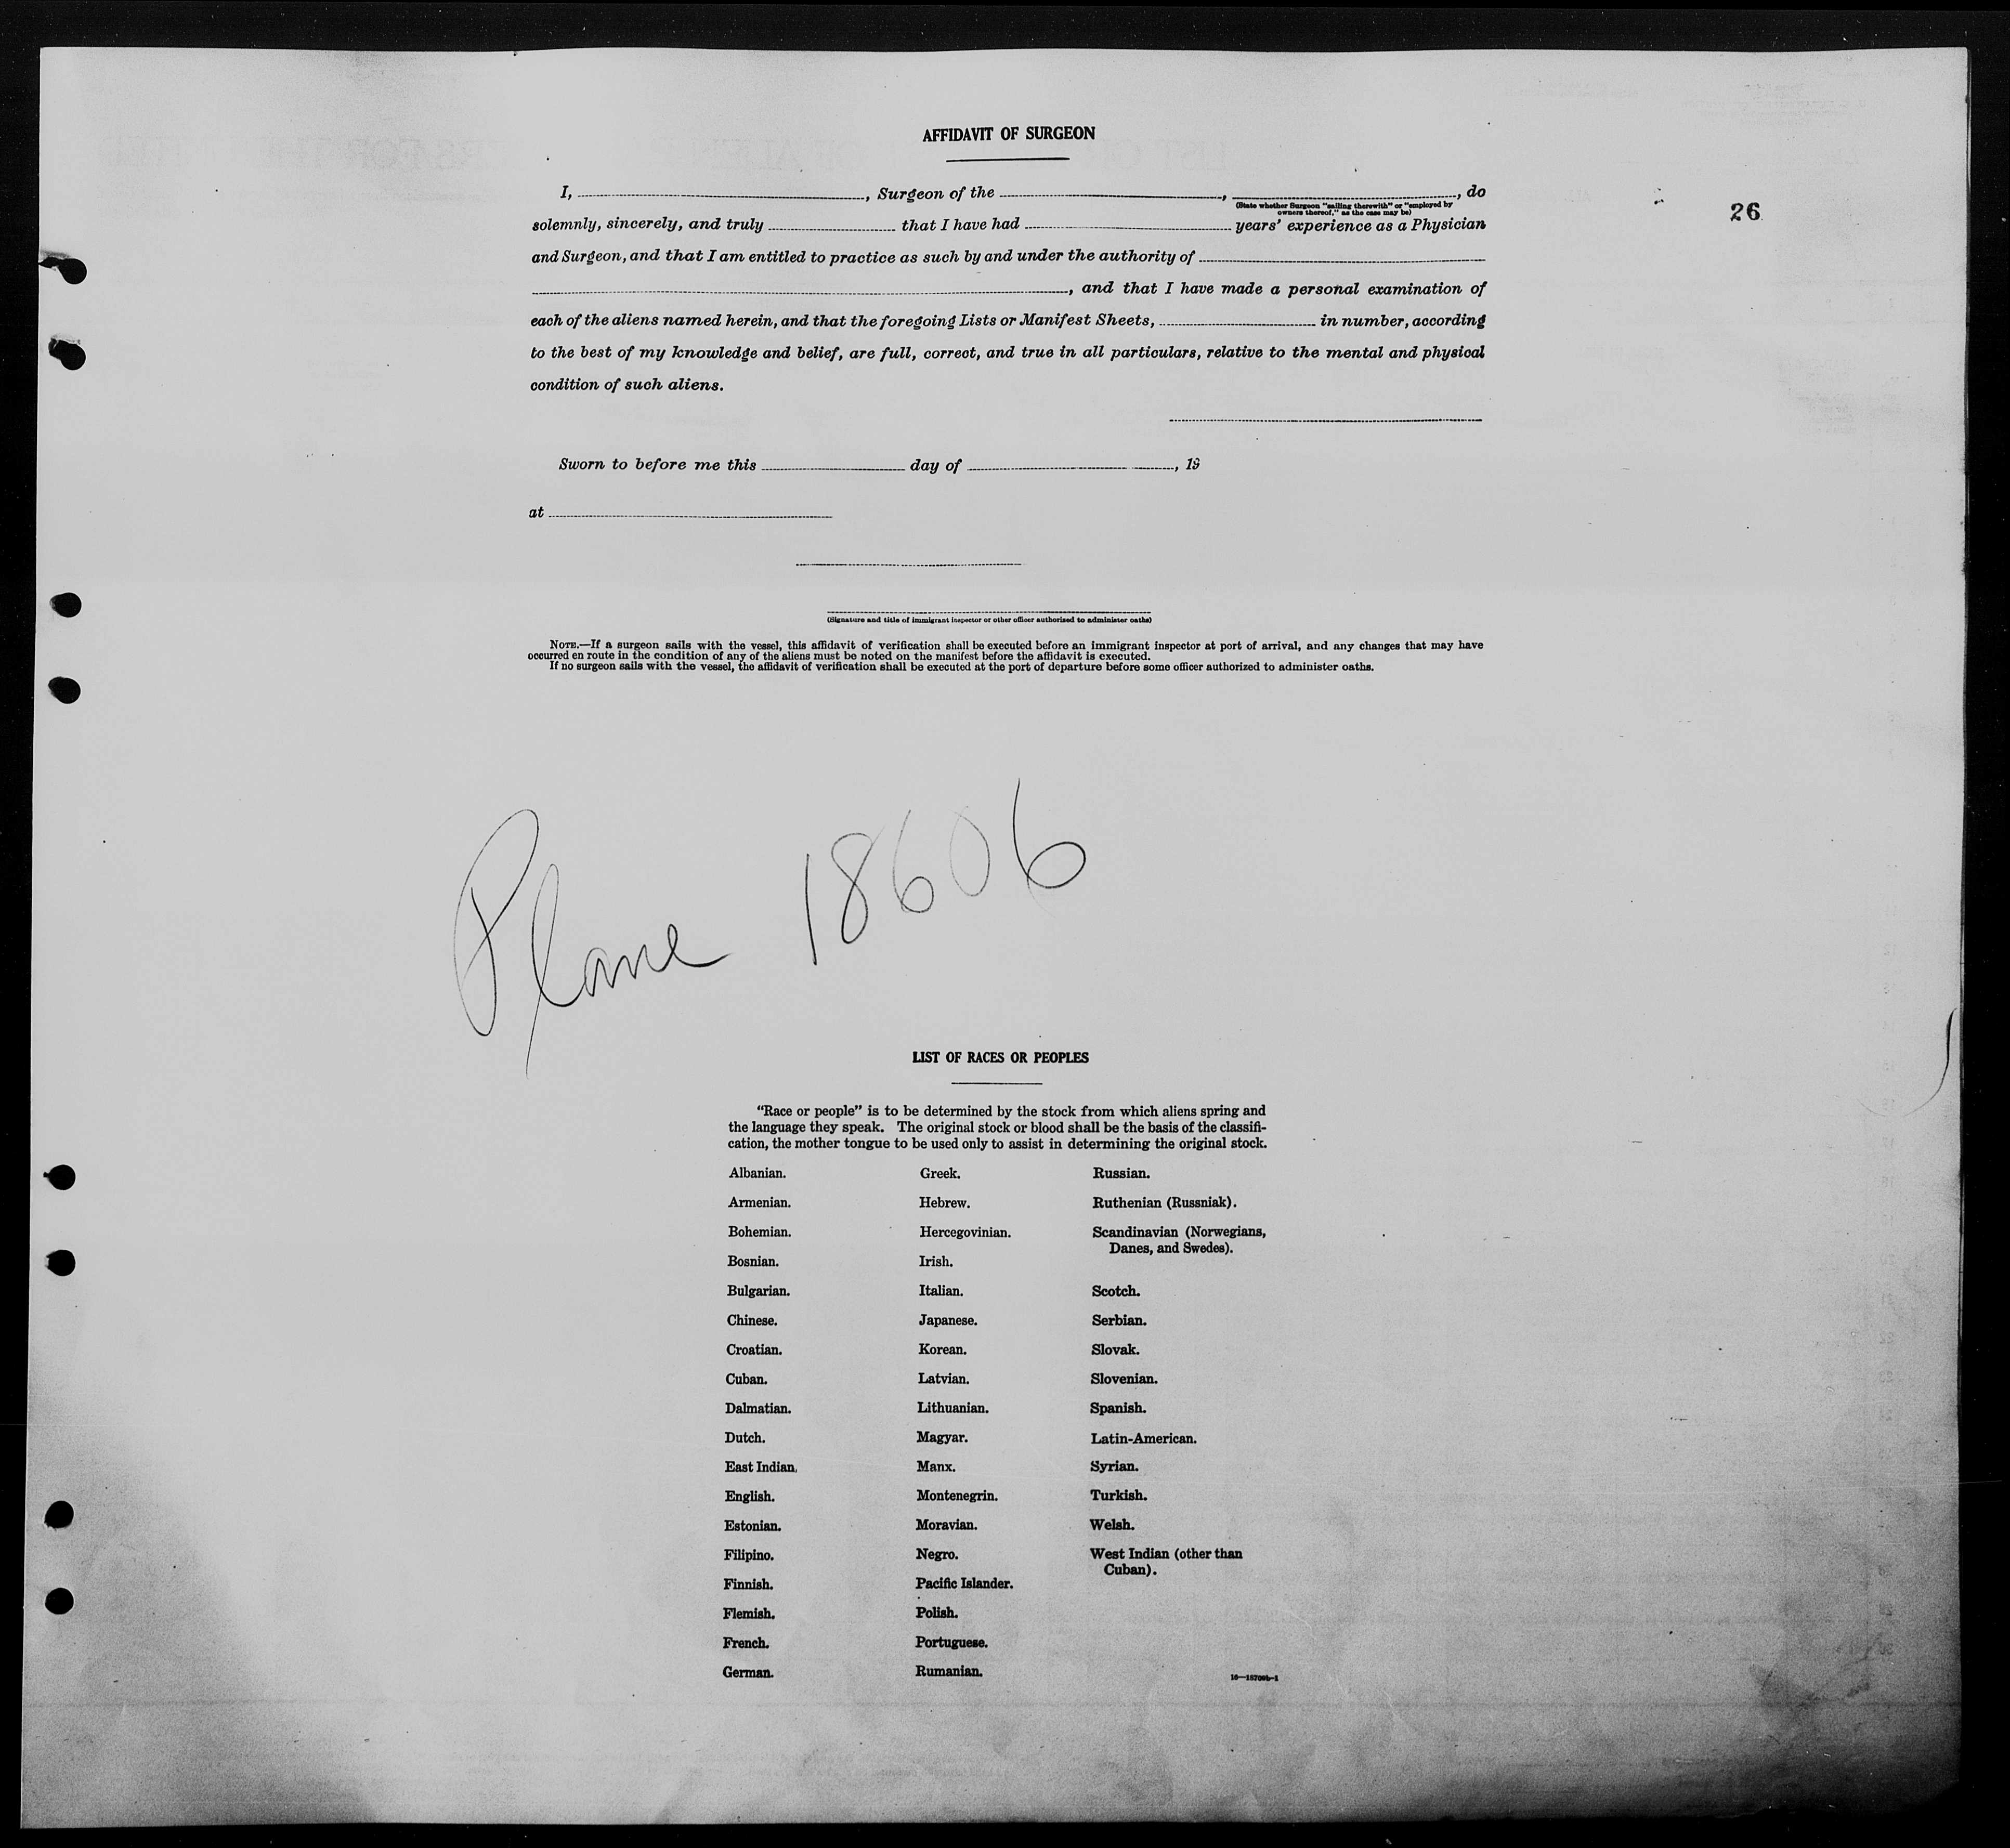 AFFIDAVIT OF SURGEON
26
I, , Surgeon of the , , do
(State whether Surgeon "sailing therewith" or "employed by
owners thereof," as the case may be)
solemnly, sincerely, and truly that I have had years' experience as a Physician
and Surgeon, and that I am entitled to practice as such by and under the authority of
, and that I have made a personal examination of
each of the aliens named herein, and that the foregoing Lists or Manifest Sheets, in number, according
to the best of my knowledge and belief, are full, correct, and true in all particulars, relative to the mental and physical
condition of such aliens.
Sworn to before me this day of , 19
at
(Signature and title of immigrant inspector or other officer authorized to administer oaths)
NOTE.—If a surgeon sails with the vessel, this affidavit of verification shall be executed before an immigrant inspector at port of arrival, and any changes that may have
occurred en route in the condition of any of the aliens must be noted on the manifest before the affidavit is executed.
If no surgeon sails with the vessel, the affidavit of verification shall be executed at the port of departure before some officer authorized to administer oaths.
Plane 18606
LIST OF RACES OR PEOPLES
"Race or people" is to be determined by the stock from which aliens spring and
the language they speak. The original stock or blood shall be the basis of the classifi-
cation, the mother tongue to be used only to assist in determining the original stock.
Albanian.
Armenian.
Bohemian.
Bosnian.
Bulgarian.
Chinese.
Croatian.
Cuban.
Dalmatian.
Dutch.
East Indian.
English.
Estonian.
Filipino.
Finnish.
Flemish.
French.
German.
Greek.
Hebrew.
Hercegovinian.
Irish.
Italian.
Japanese.
Korean.
Latvian.
Lithuanian.
Magyar.
Manx.
Montenegrin.
Moravian.
Negro.
Pacific Islander.
Polish.
Portuguese.
Rumanian.
Russian.
Ruthenian (Russniak).
Scandinavian (Norwegians,
Danes, and Swedes).
Scotch.
Serbian.
Slovak.
Slovenian.
Spanish.
Latin-American.
Syrian.
Turkish.
Welsh.
West Indian (other than
Cuban).